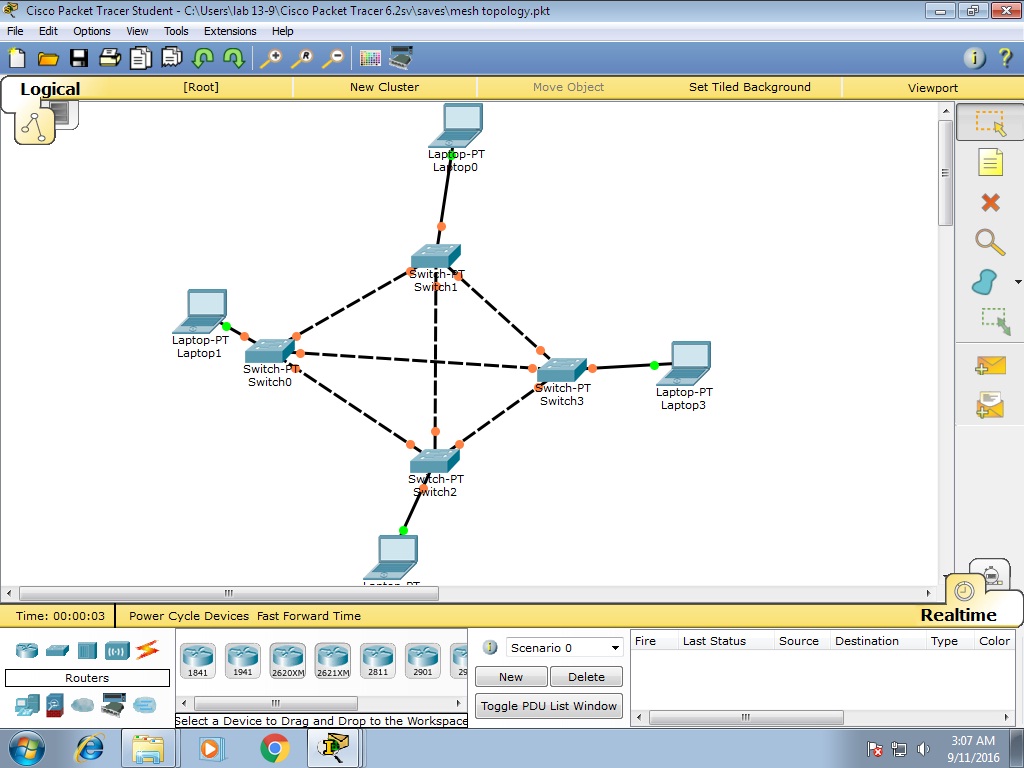 Cisco Packet Tracer Student - C:\Users\lab 13-9\Cisco Packet Tracer 6.2sv\saves\mesh topology.pkt
File Edit Options View Tools Extensions Help
Logical [Root] New Cluster Move Object Set Tiled Background Viewport
Laptop-PT
Laptop0
Switch-PT
Switch1
Laptop-PT
Laptop1
Switch-PT
Switch0
Switch-PT
Switch3
Laptop-PT
Laptop3
Switch-PT
Switch2
Laptop-PT
Realtime
Time: 00:00:03 Power Cycle Devices Fast Forward Time
Routers
1841 1941 2620XM 2621XM 2811 2901 29
Select a Device to Drag and Drop to the Workspace
Scenario 0
New Delete
Toggle PDU List Window
Fire Last Status Source Destination Type Color
3:07 AM
9/11/2016